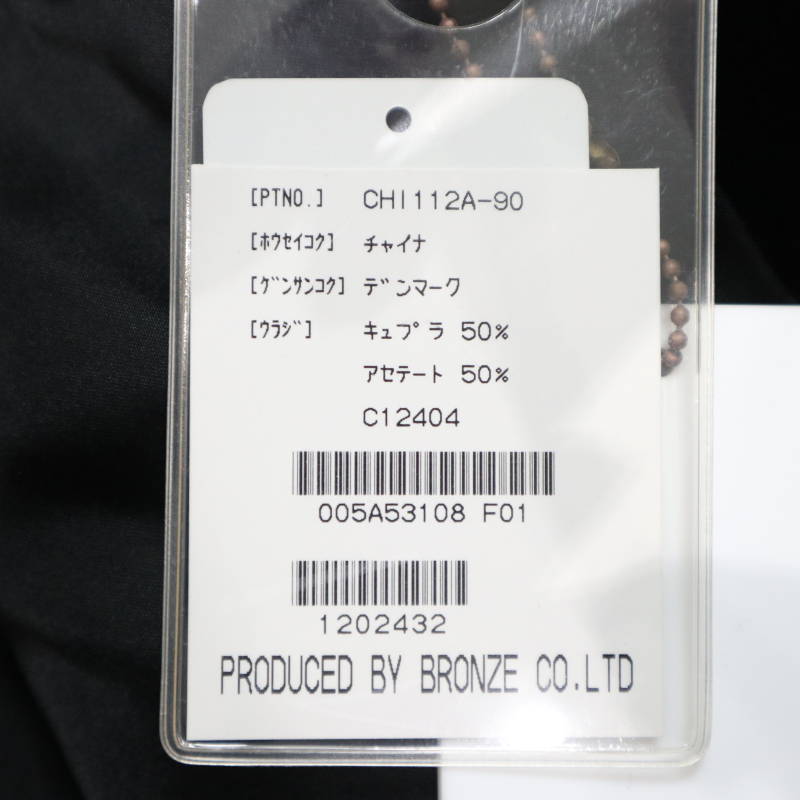 [PTNO.] CHI112A-90
[ﾎｳｾｲｺｸ] チャイナ
[ｹﾞﾝｻﾝｺｸ] デンマーク
[ｳﾗｼﾞ] キュプラ 50%
アセテート 50%
C12404
005A53108 F01
1202432
PRODUCED BY BRONZE CO.LTD